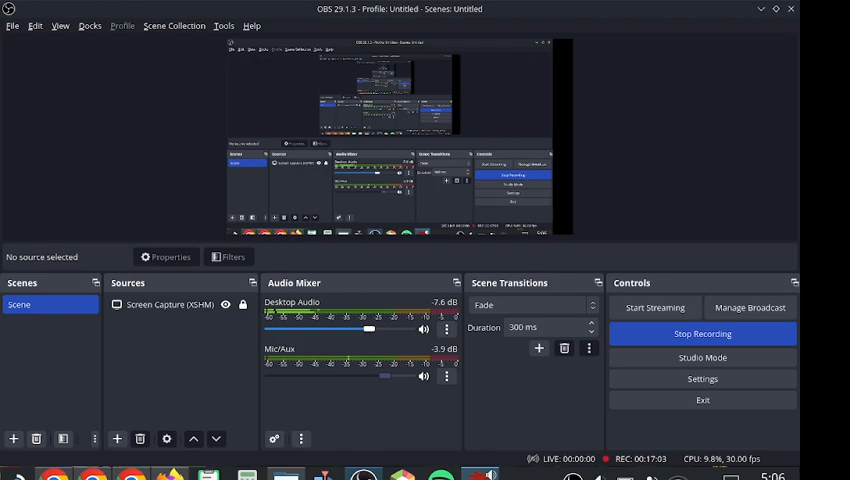 OBS 29.1.3 - Profile: Untitled - Scenes: Untitled
File Edit View Docks Profile Scene Collection Tools Help
No source selected Properties Filters
Scenes Sources Audio Mixer Scene Transitions Controls
Scene
Screen Capture (XSHM)
Desktop Audio -7.6 dB
-60 -55 -50 -45 -40 -35 -30 -25 -20 -15 -10 -5 0
Mic/Aux -3.9 dB
-60 -55 -50 -45 -40 -35 -30 -25 -20 -15 -10 -5 0
Fade
Duration 300 ms
Start Streaming Manage Broadcast
Stop Recording
Studio Mode
Settings
Exit
LIVE: 00:00:00 REC: 00:17:03 CPU: 9.8%, 30.00 fps
5:06